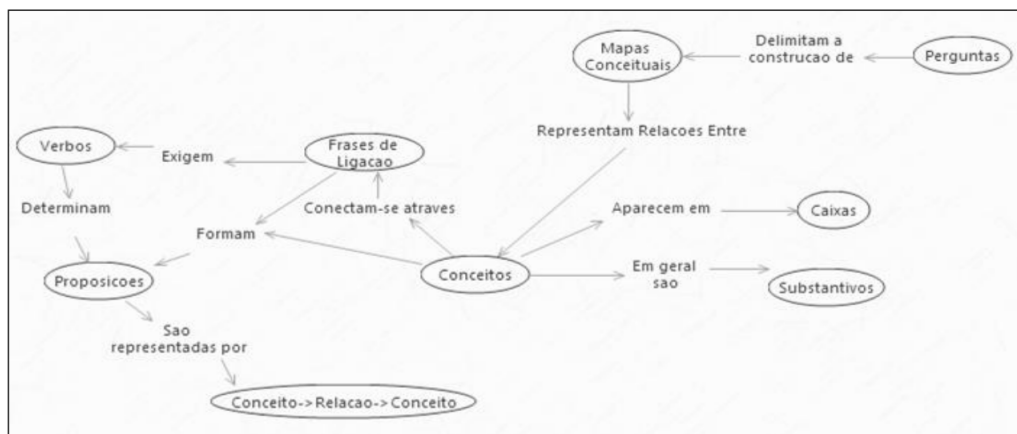 Mapas
Conceituais
Delimitam a
construcao de
Perguntas
Representam Relacoes Entre
Verbos
Exigem
Frases de
Ligacao
Determinam
Conectam-se atraves
Aparecem em
Caixas
Formam
Proposicoes
Conceitos
Em geral
sao
Substantivos
Sao
representadas por
Conceito->Relacao->Conceito